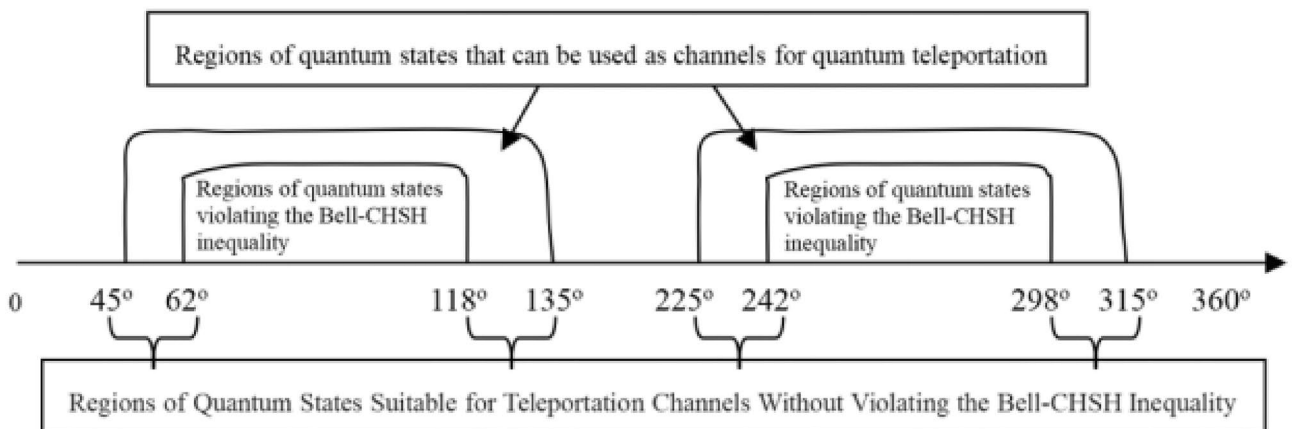 Regions of quantum states that can be used as channels for quantum teleportation
Regions of quantum states
violating the Bell-CHSH
inequality
Regions of quantum states
violating the Bell-CHSH
inequality
0 45° 62° 118° 135° 225° 242° 298° 315° 360°
Regions of Quantum States Suitable for Teleportation Channels Without Violating the Bell-CHSH Inequality